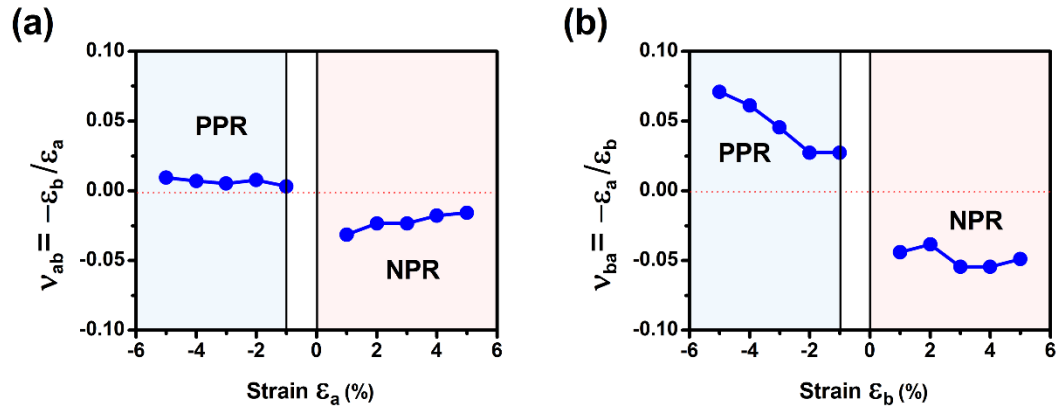 (a)
0.10
0.05
0.00
-0.05
-0.10
ν_ab = −ε_b/ε_a
PPR
NPR
-6 -4 -2 0 2 4 6
Strain ε_a (%)
(b)
0.10
0.05
0.00
-0.05
-0.10
ν_ba = −ε_a/ε_b
PPR
NPR
-6 -4 -2 0 2 4 6
Strain ε_b (%)